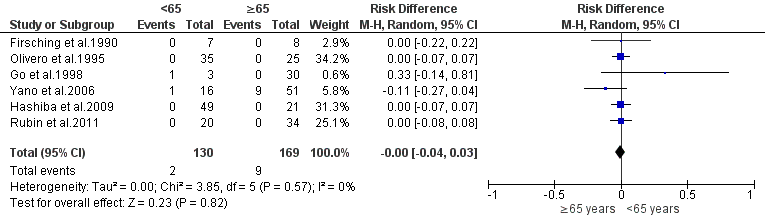 <65 ≥65 Risk Difference Risk Difference
Study or Subgroup Events Total Events Total Weight M-H, Random, 95% CI M-H, Random, 95% CI
Firsching et al.1990 0 7 0 8 2.9% 0.00 [-0.22, 0.22]
Olivero et al.1995 0 35 0 25 34.2% 0.00 [-0.07, 0.07]
Go et al.1998 1 3 0 30 0.6% 0.33 [-0.14, 0.81]
Yano et al.2006 1 16 9 51 5.8% -0.11 [-0.27, 0.04]
Hashiba et al.2009 0 49 0 21 31.3% 0.00 [-0.07, 0.07]
Rubin et al.2011 0 20 0 34 25.1% 0.00 [-0.08, 0.08]
Total (95% CI) 130 169 100.0% -0.00 [-0.04, 0.03]
Total events 2 9
Heterogeneity: Tau² = 0.00; Chi² = 3.85, df = 5 (P = 0.57); I² = 0%
Test for overall effect: Z = 0.23 (P = 0.82)
-1 -0.5 0 0.5 1
≥65 years <65 years